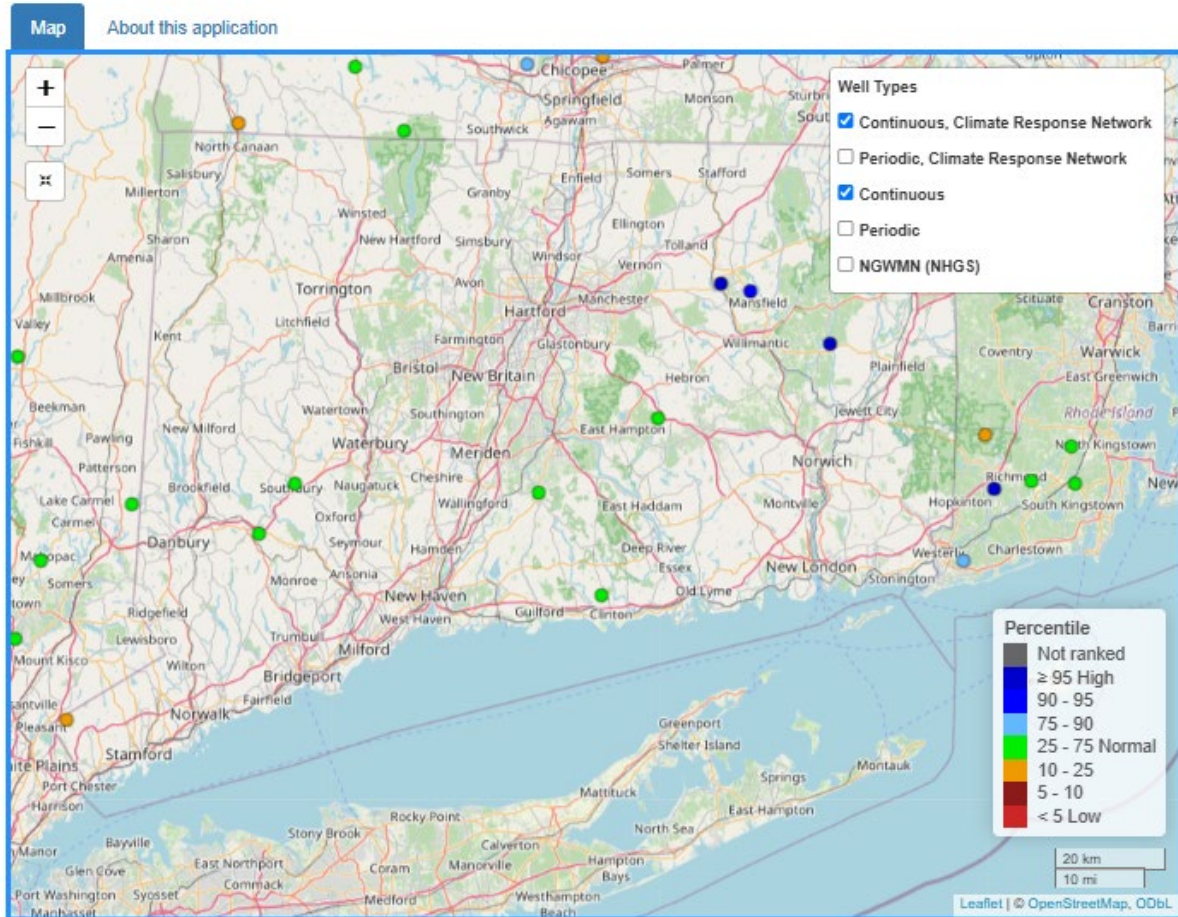 Map
About this application
+
−
Well Types
Continuous, Climate Response Network
Periodic, Climate Response Network
Continuous
Periodic
NGWMN (NHGS)
Chicopee
Palmer
Springfield
Monson
Agawam
Southwick
North Canaan
Salisbury
Millerton
Granby
Enfield
Somers
Stafford
Winsted
Ellington
Sharon
New Hartford
Simsbury
Tolland
Amenia
Windsor
Vernon
Avon
Torrington
Manchester
Mansfield
Millbrook
Hartford
Scituate
Cranston
Valley
Litchfield
Kent
Farmington
Glastonbury
Willimantic
Coventry
Warwick
Bristol
New Britain
Hebron
Plainfield
East Greenwich
Beekman
Watertown
Southington
Jewett City
Rhode Island
Fishkill
Pawling
New Milford
Waterbury
East Hampton
North Kingstown
Patterson
Meriden
Norwich
Cheshire
Richmond
Brookfield
Southbury
Naugatuck
Lake Carmel
Wallingford
East Haddam
Montville
Hopkinton
South Kingstown
Carmel
Oxford
Danbury
Seymour
Hamden
Deep River
Mahopac
Westerly
Charlestown
Somers
Monroe
Ansonia
Essex
New London
Stonington
New Haven
Old Lyme
Ridgefield
West Haven
Guilford
Clinton
Lewisboro
Trumbull
Milford
Mount Kisco
Wilton
Bridgeport
Fairfield
Pleasant
Norwalk
Stamford
Greenport
Shelter Island
Port Chester
Harrison
Mattituck
Springs
Montauk
East Hampton
Rocky Point
North Sea
Stony Brook
Bayville
Calverton
East Northport
Hampton
Bays
Glen Cove
Coram
Manorville
Commack
Port Washington
Syosset
Medford
Westhampton
Beach
Manhasset
Percentile
Not ranked
≥ 95 High
90 - 95
75 - 90
25 - 75 Normal
10 - 25
5 - 10
< 5 Low
20 km
10 mi
Leaflet | © OpenStreetMap, ODbL